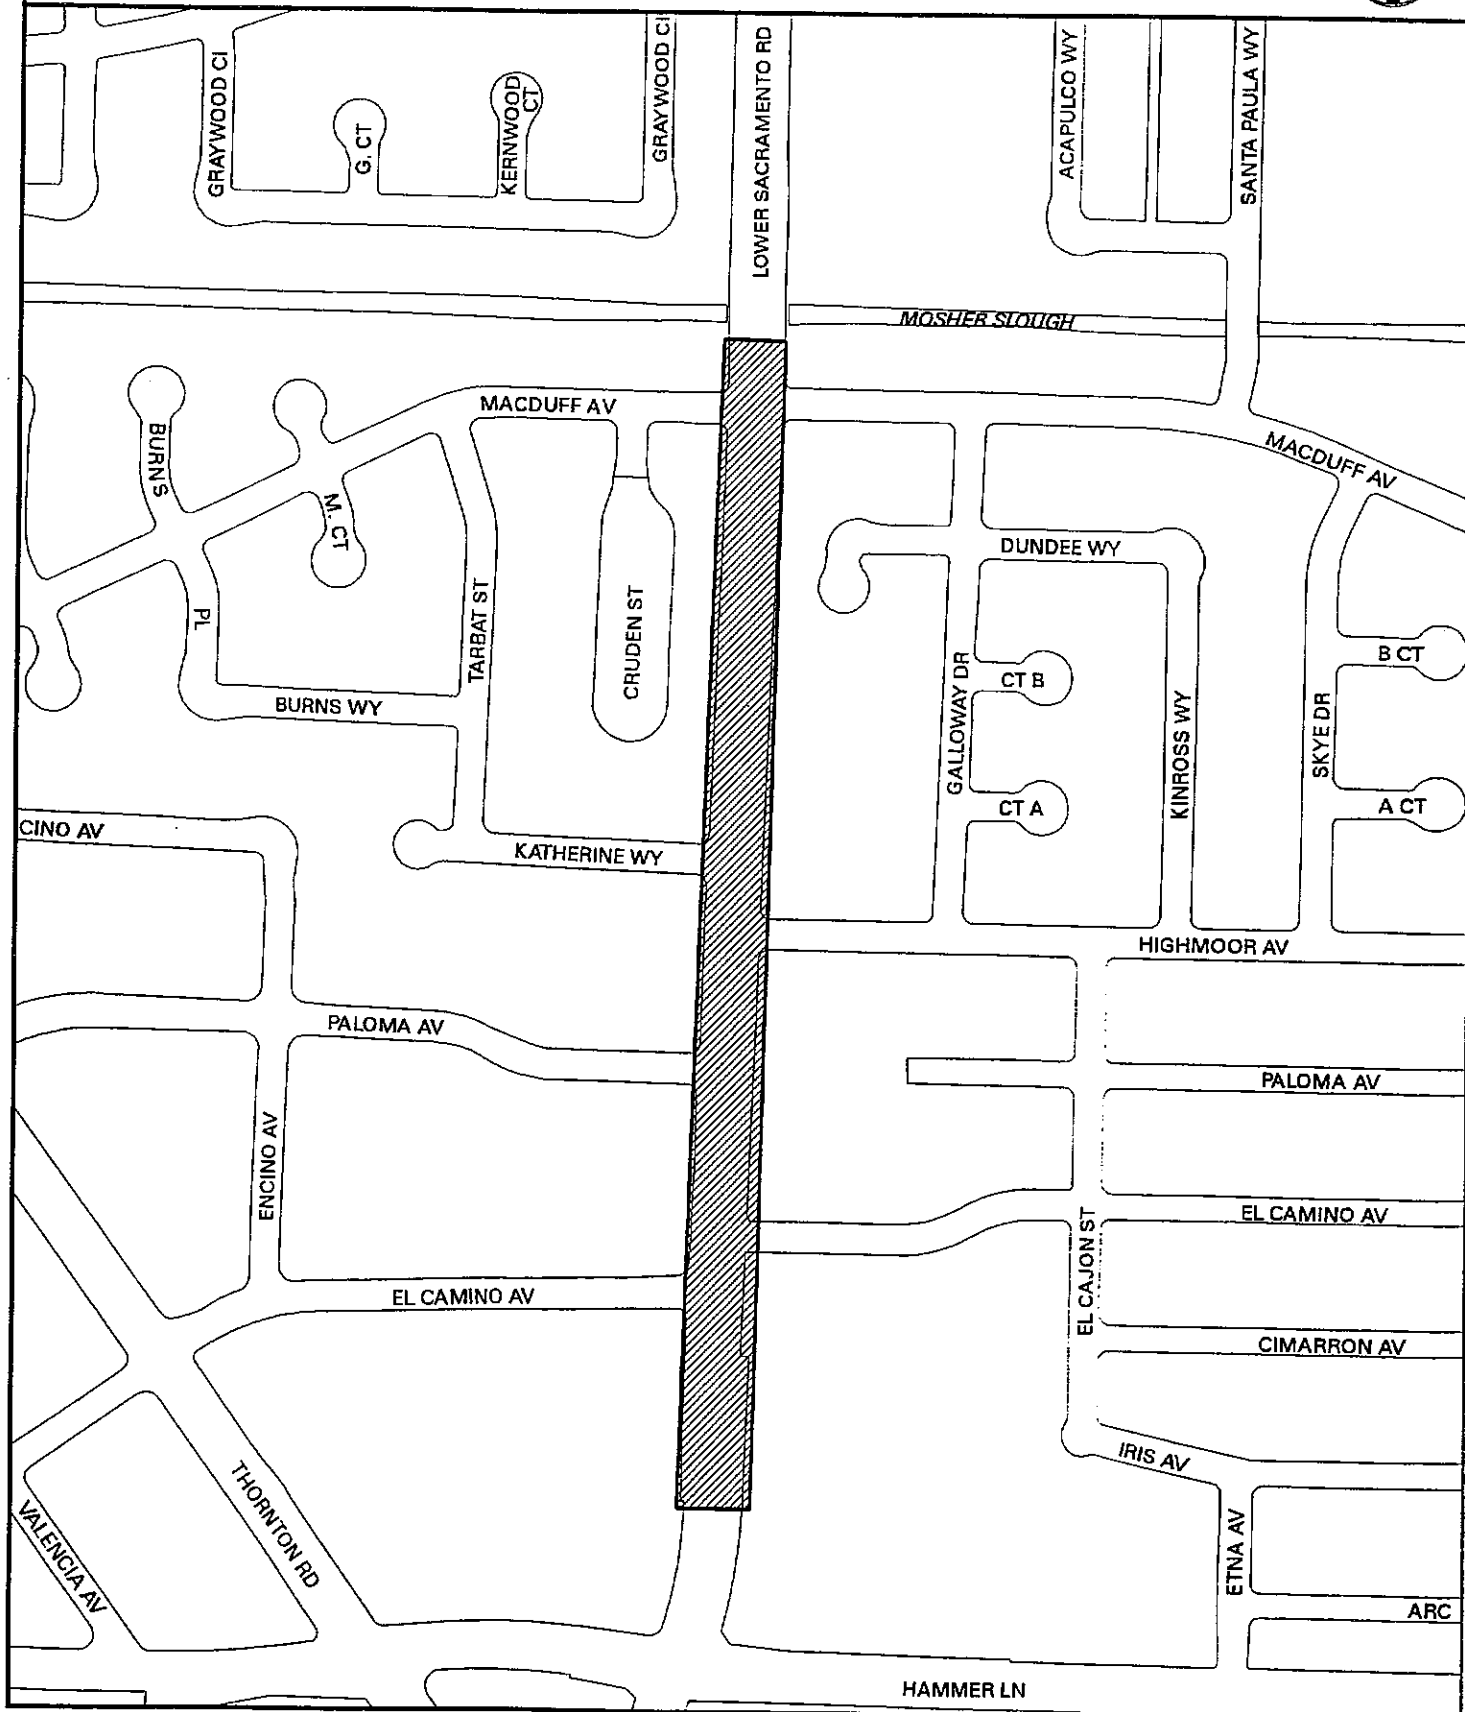 GRAYWOOD CI
G. CT
KERNWOOD
CT
GRAYWOOD CI
LOWER SACRAMENTO RD
ACAPULCO WY
SANTA PAULA WY
MOSHER SLOUGH
MACDUFF AV
MACDUFF AV
BURNS
M. CT
DUNDEE WY
PL
TARBAT ST
CRUDEN ST
B CT
CT B
BURNS WY
GALLOWAY DR
KINROSS WY
SKYE DR
CT A
A CT
CINO AV
KATHERINE WY
HIGHMOOR AV
PALOMA AV
PALOMA AV
ENCINO AV
EL CAMINO AV
EL CAJON ST
EL CAMINO AV
CIMARRON AV
IRIS AV
THORNTON RD
VALENCIA AV
ETNA AV
ARC
HAMMER LN